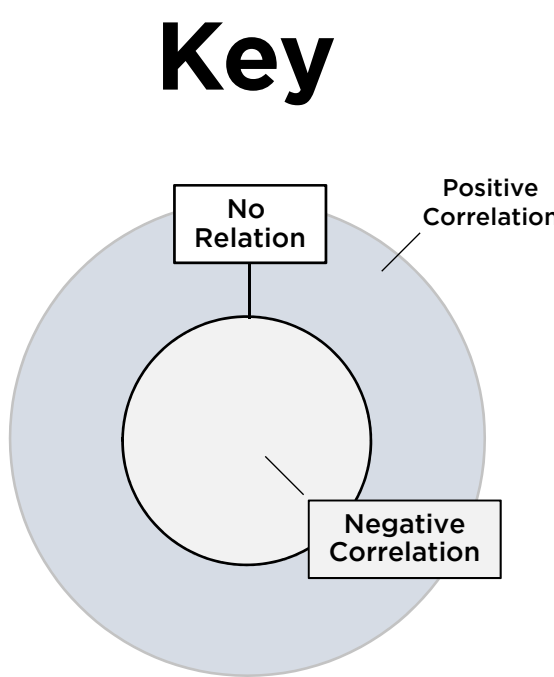 Key
No
Relation
Positive
Correlation
Negative
Correlation